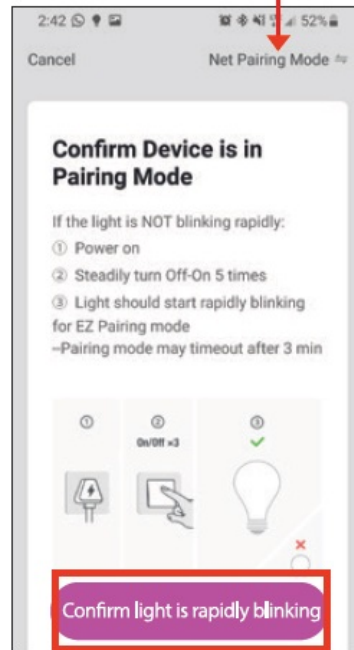 2:42 52%
Cancel Net Pairing Mode
Confirm Device is in
Pairing Mode
If the light is NOT blinking rapidly:
① Power on
② Steadily turn Off-On 5 times
③ Light should start rapidly blinking
for EZ Pairing mode
–Pairing mode may timeout after 3 min
① ② ③
On/Off ×3
Confirm light is rapidly blinking